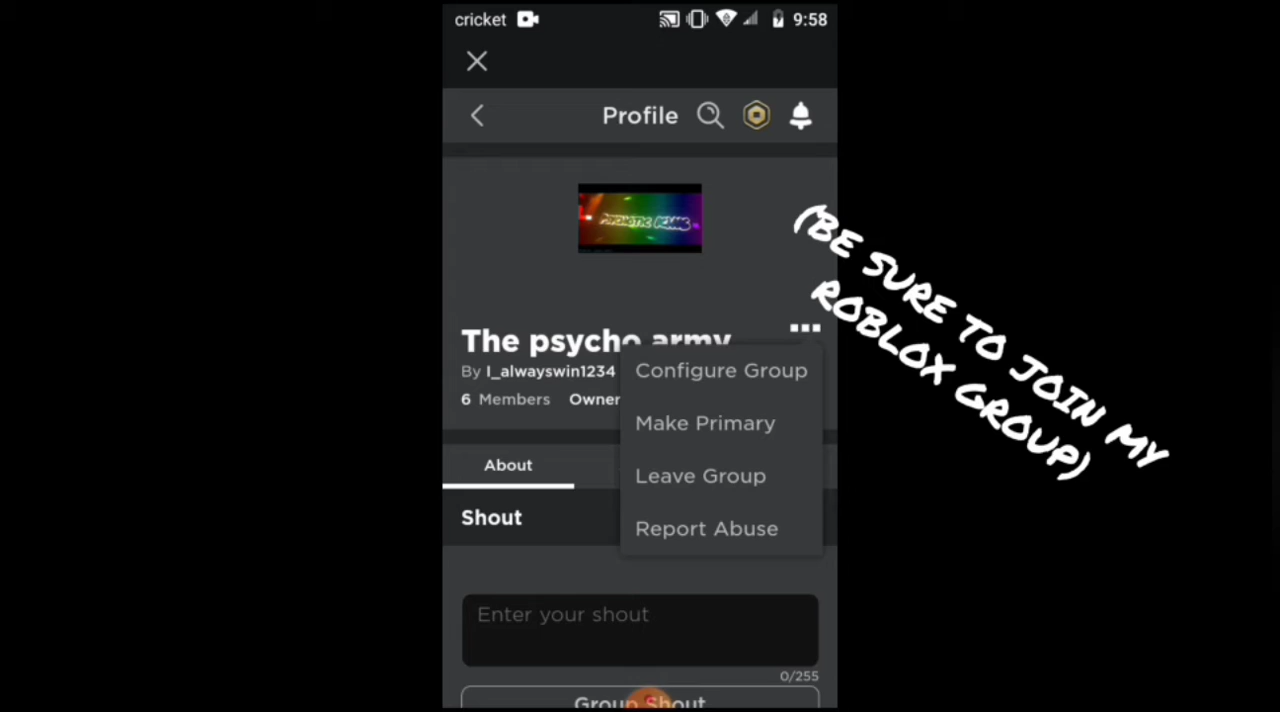 cricket 9:58
Profile
PSYCHOTIC
The psycho army
By I_alwayswin1234
6 Members Owner
Configure Group
Make Primary
Leave Group
Report Abuse
About
Shout
Enter your shout
0/255
Group Shout
(BE SURE TO JOIN MY
ROBLOX GROUP)